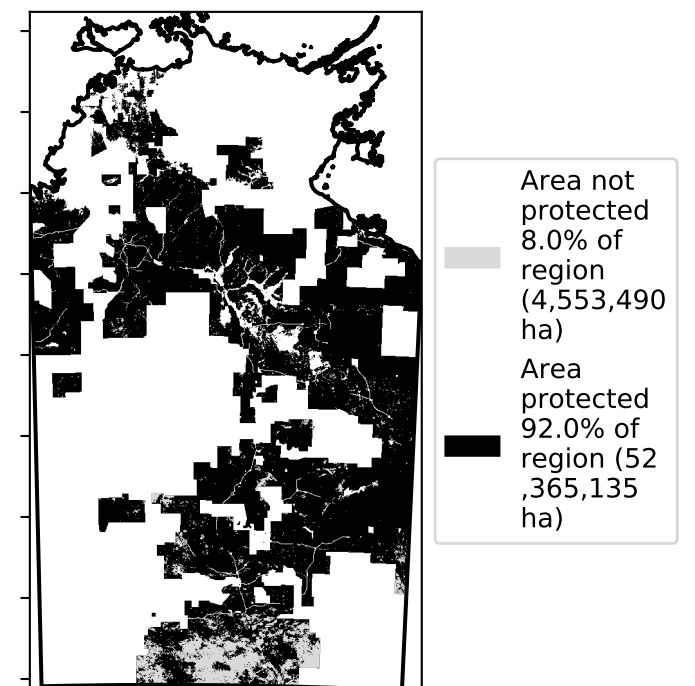 Area not
protected
8.0% of
region
(4,553,490
ha)
Area
protected
92.0% of
region (52
,365,135
ha)